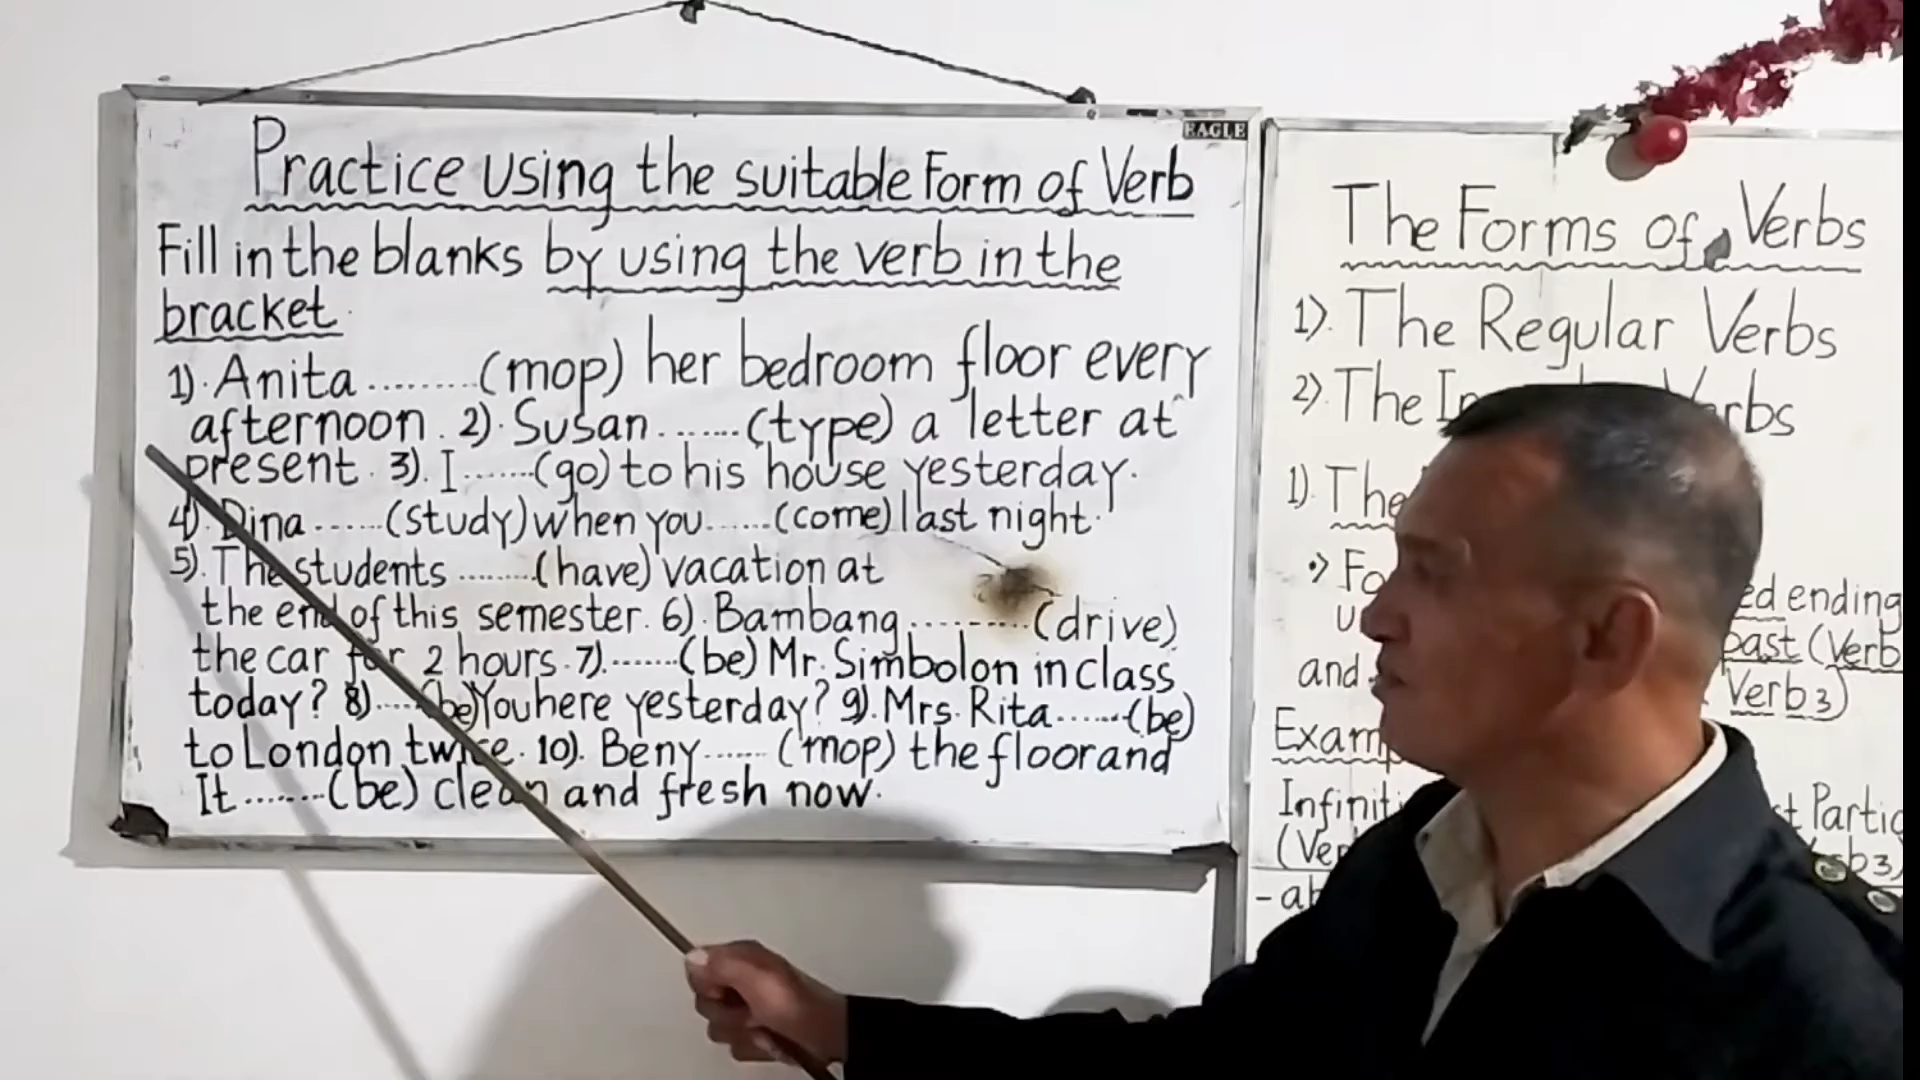 EAGLE
Practice using the suitable Form of Verb
Fill in the blanks by using the verb in the
bracket.
1). Anita ........ (mop) her bedroom floor every
afternoon. 2). Susan ....... (type) a letter at
present. 3). I ....... (go) to his house yesterday.
4). Dina ...... (study) when you ...... (come) last night.
5). The students ........ (have) vacation at
the end of this semester. 6). Bambang .......... (drive)
the car for 2 hours. 7). ....... (be) Mr. Simbolon in class
today? 8). ..... (be) You here yesterday? 9). Mrs. Rita ....... (be)
to London twice. 10). Beny ...... (mop) the floor and
It ....... (be) clean and fresh now.
The Forms of Verbs
1). The Regular Verbs
2). The Verbs
1). The
ed ending
past (Verb
and Verb 3)